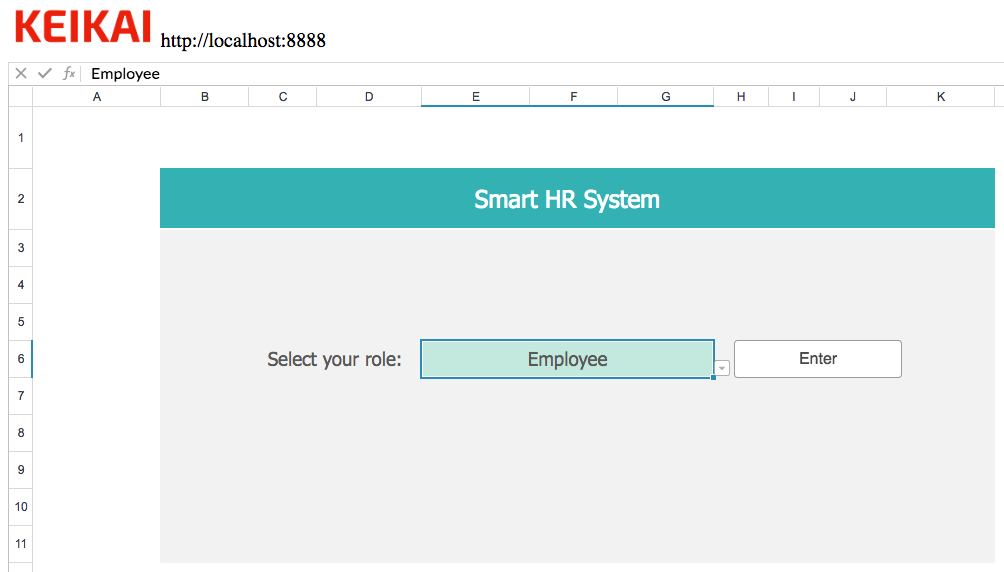 KEIKAI http://localhost:8888
fx Employee
A B C D E F G H I J K
1
2 Smart HR System
3
4
5
6 Select your role: Employee Enter
7
8
9
10
11